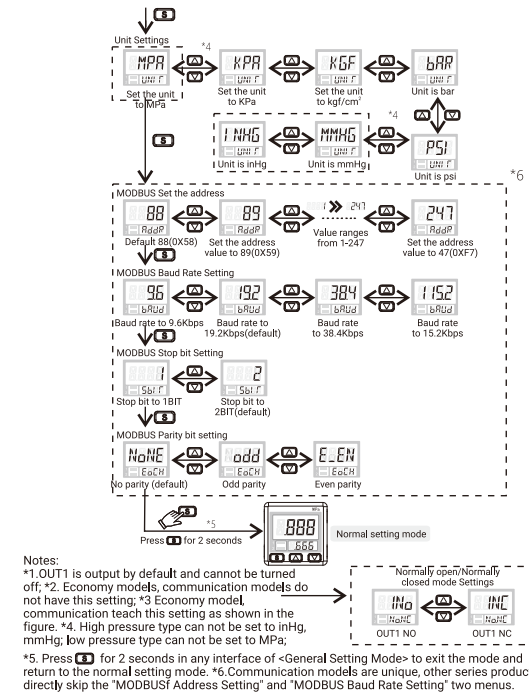 S
Unit Settings
MPA
UNIT
Set the unit
to MPa
*4
KPA
UNIT
Set the unit
to KPa
KGF
UNIT
Set the unit
to kgf/cm²
bAR
UNIT
Unit is bar
*4
S
INHG
UNIT
Unit is inHg
MMHG
UNIT
Unit is mmHg
PSI
UNIT
Unit is psi
*6
MODBUS Set the address
88
AddR
Default 88(0X58)
89
AddR
Set the address
value to 89(0X59)
1 » 247
Value ranges
from 1-247
247
AddR
Set the address
value to 47(0XF7)
S
MODBUS Baud Rate Setting
9.6
bAUd
Baud rate to 9.6Kbps
19.2
bAUd
Baud rate to
19.2Kbps(default)
38.4
bAUd
Baud rate
to 38.4Kbps
115.2
bAUd
Baud rate
to 15.2Kbps
S
MODBUS Stop bit Setting
1
SbIT
Stop bit to 1BIT
2
SbIT
Stop bit to
2BIT(default)
S
MODBUS Parity bit setting
NoNE
EoCH
No parity (default)
odd
EoCH
Odd parity
E_EN
EoCH
Even parity
S
*5
Press S for 2 seconds
MPa
.888
666
S
Normal setting mode
Notes:
*1.OUT1 is output by default and cannot be turned
off; *2. Economy models, communication models do
not have this setting; *3 Economy model,
communication teach this setting as shown in the
figure. *4. High pressure type can not be set to inHg,
mmHg; low pressure type can not be set to MPa;
Normally open/Normally
closed mode Settings
1No
NoNC
OUT1 NO
1NC
NoNC
OUT1 NC
*5. Press S for 2 seconds in any interface of <General Setting Mode> to exit the mode and
return to the normal setting mode. *6.Communication models are unique, other series produc
directly skip the "MODBUSf Address Setting" and "MODBUS Baud Rate Setting" two menus.